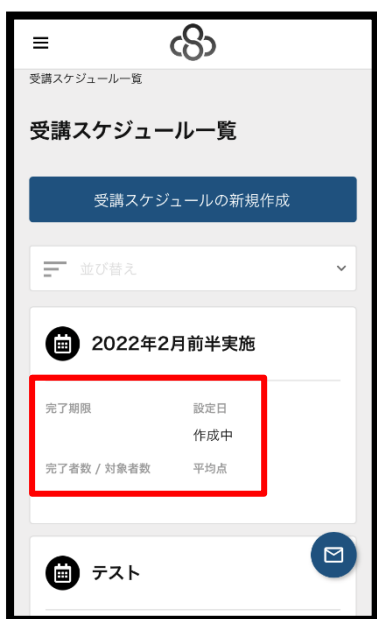 受講スケジュール一覧
受講スケジュール一覧
受講スケジュールの新規作成
並び替え
2022年2月前半実施
完了期限 設定日
作成中
完了者数 / 対象者数 平均点
テスト